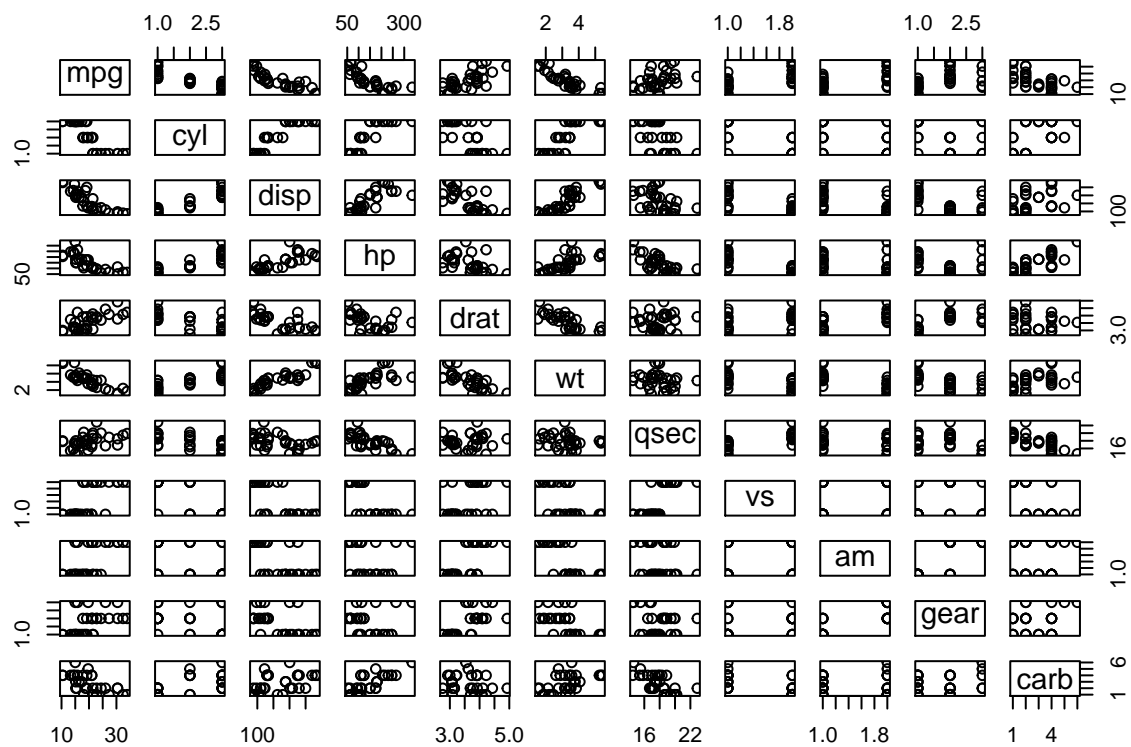 1.0 2.5 50 300 2 4 1.0 1.8 1.0 2.5
mpg 10
1.0 cyl
disp 100
50 hp
drat 3.0
2 wt
qsec 16
1.0 vs
am 1.0
1.0 gear
carb 1 6
10 30 100 3.0 5.0 16 22 1.0 1.8 1 4